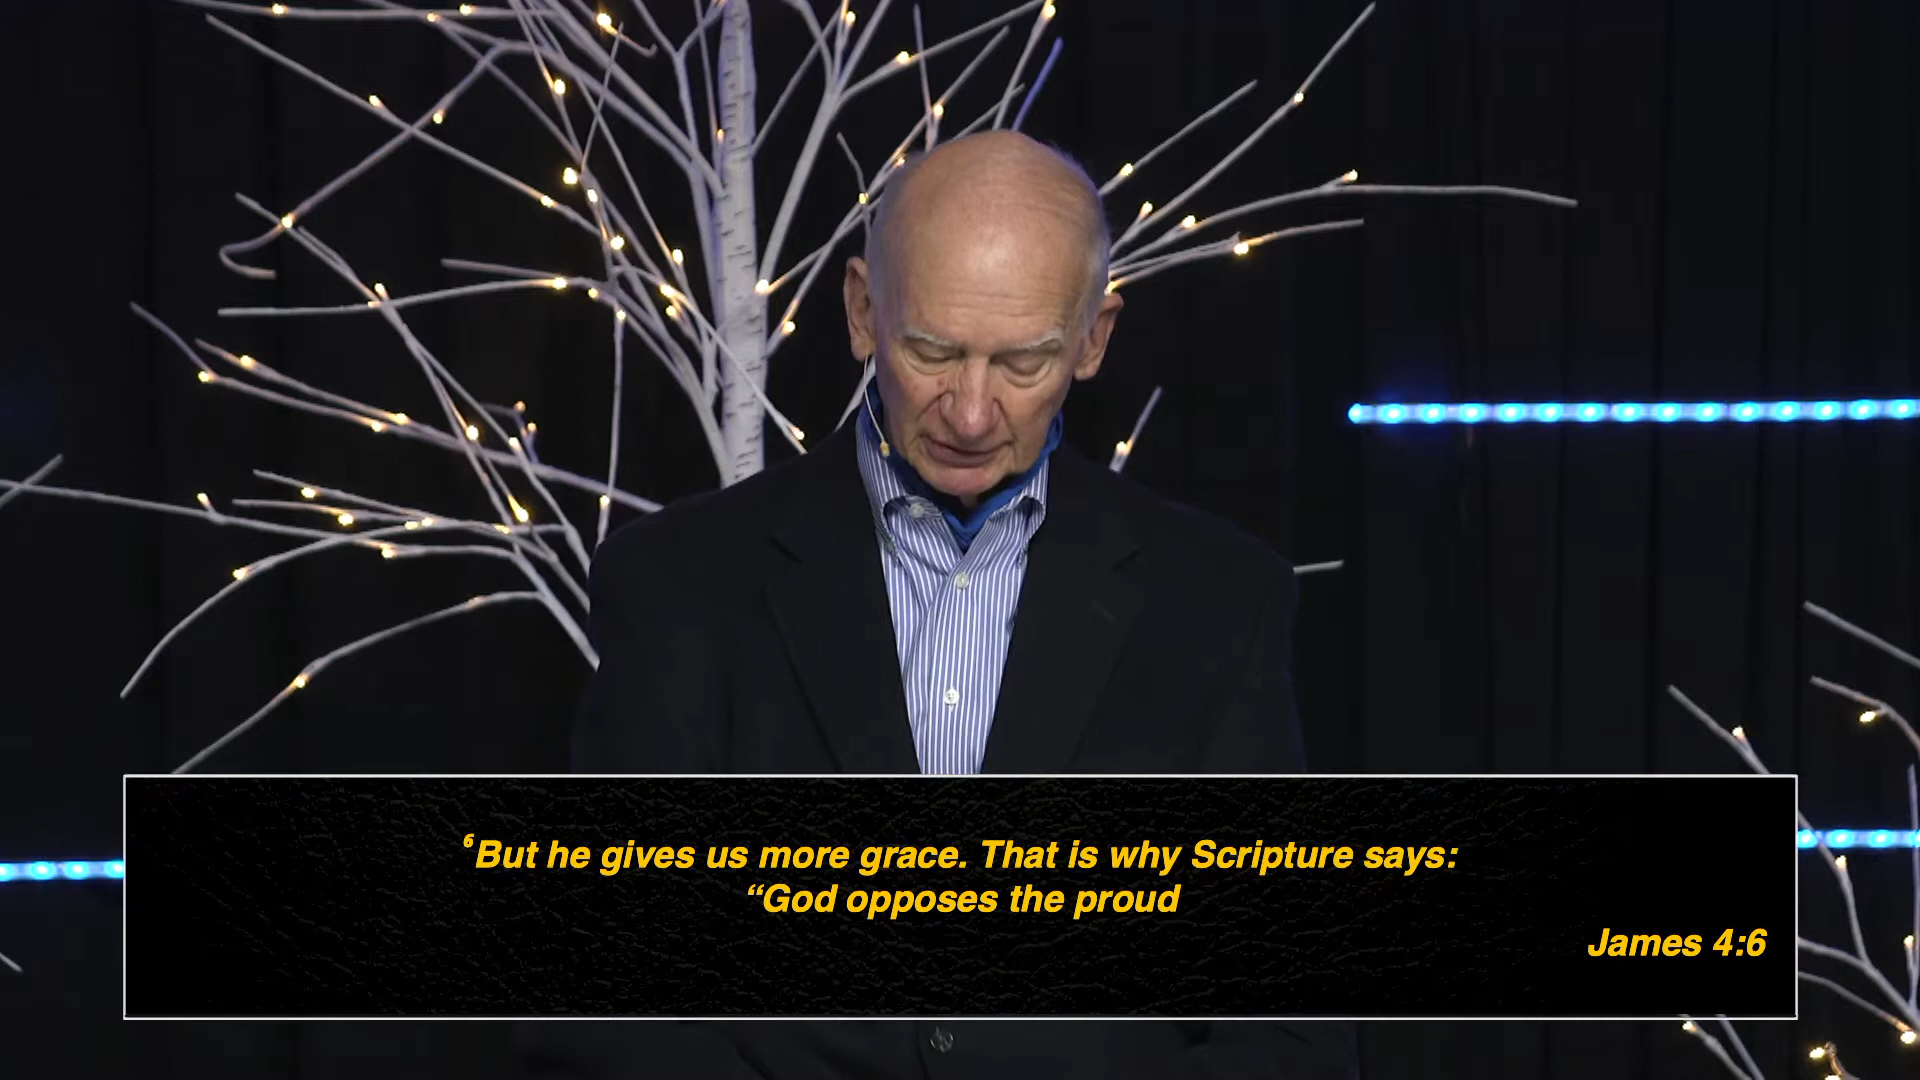 ⁶But he gives us more grace. That is why Scripture says:
“God opposes the proud
James 4:6